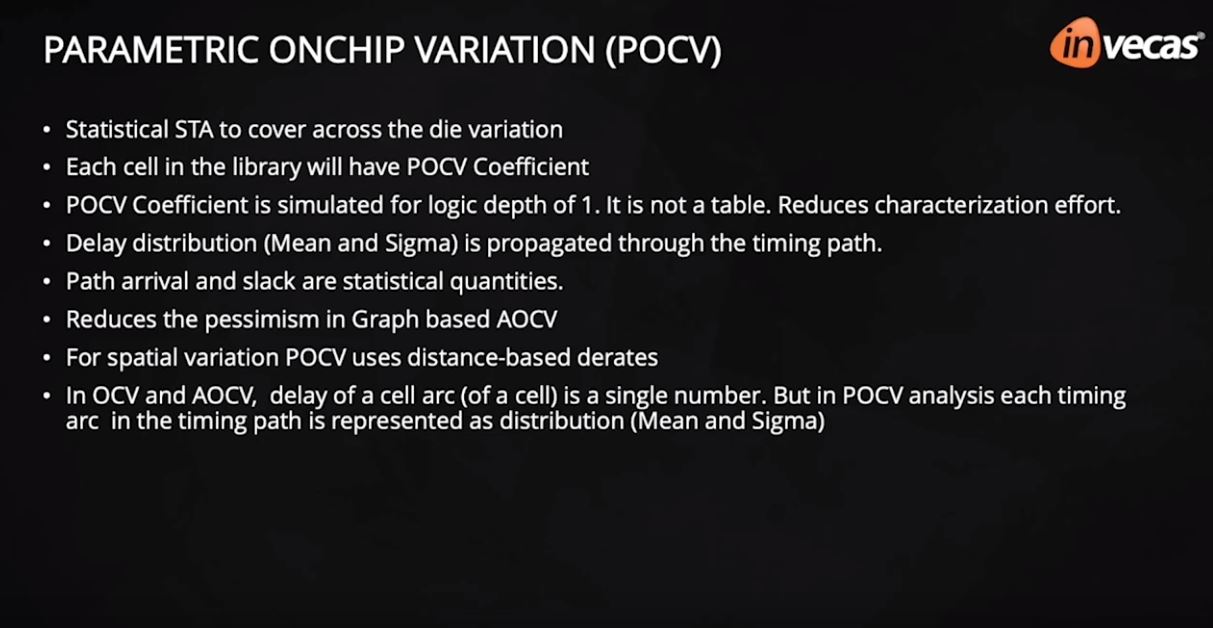 PARAMETRIC ONCHIP VARIATION (POCV)
invecas®
• Statistical STA to cover across the die variation
• Each cell in the library will have POCV Coefficient
• POCV Coefficient is simulated for logic depth of 1. It is not a table. Reduces characterization effort.
• Delay distribution (Mean and Sigma) is propagated through the timing path.
• Path arrival and slack are statistical quantities.
• Reduces the pessimism in Graph based AOCV
• For spatial variation POCV uses distance-based derates
• In OCV and AOCV,  delay of a cell arc (of a cell) is a single number. But in POCV analysis each timing
arc  in the timing path is represented as distribution (Mean and Sigma)